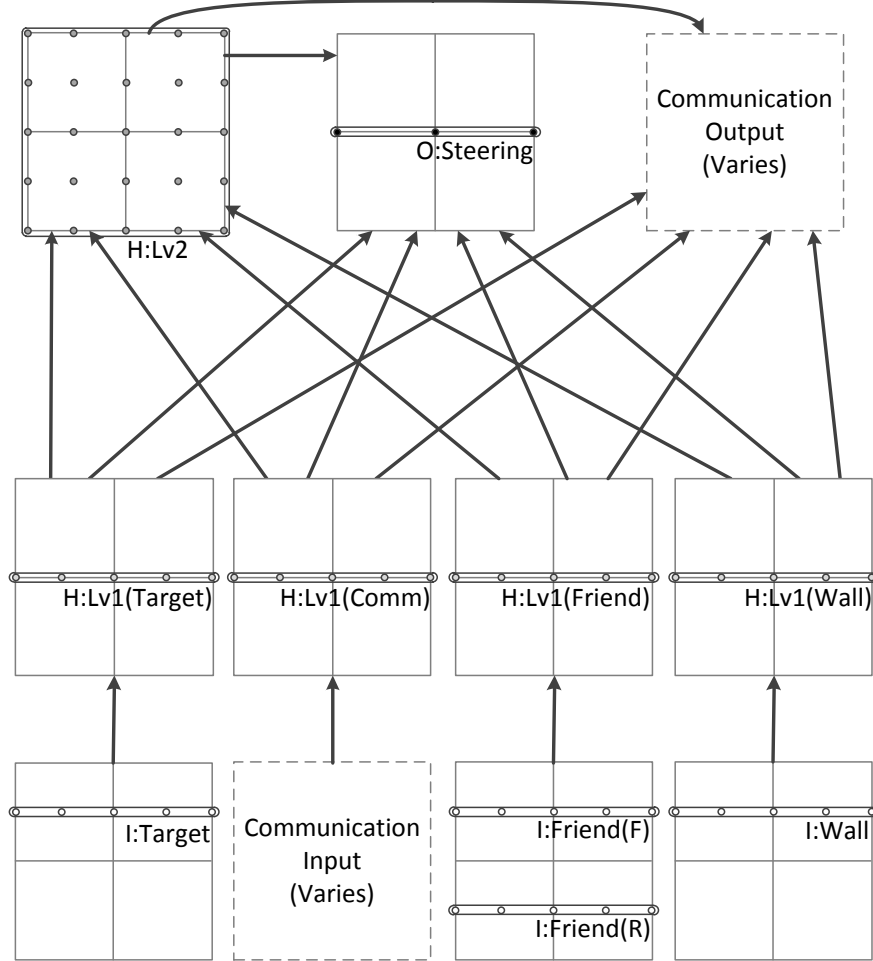 Communication
Output
(Varies)
O:Steering
H:Lv2
H:Lv1(Target)
H:Lv1(Comm)
H:Lv1(Friend)
H:Lv1(Wall)
I:Target
Communication
Input
(Varies)
I:Friend(F)
I:Wall
I:Friend(R)